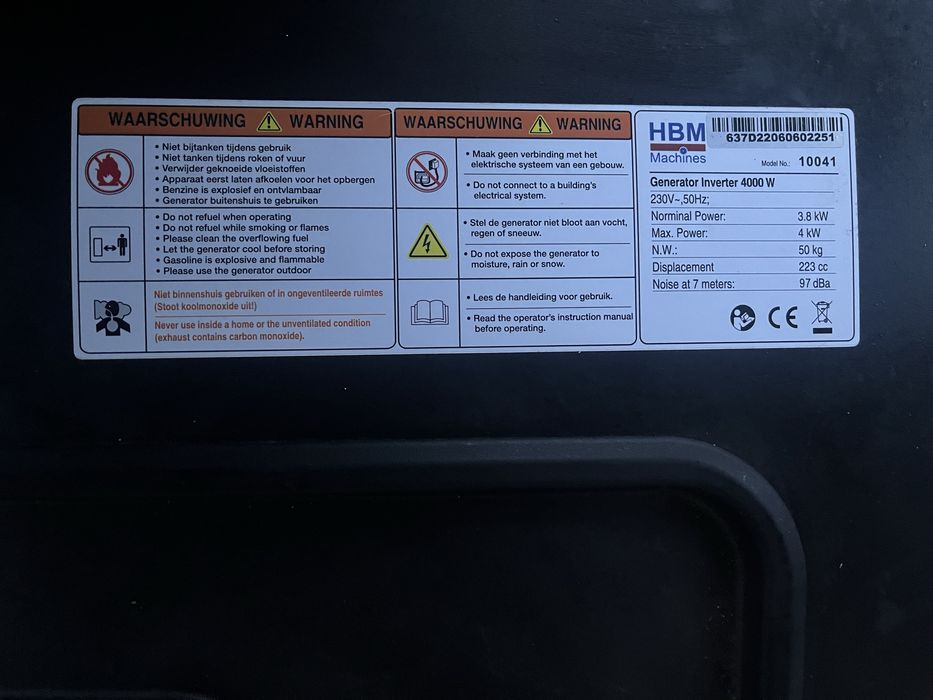 WAARSCHUWING WARNING
• Niet bijtanken tijdens gebruik
• Niet tanken tijdens roken of vuur
• Verwijder geknoeide vloeistoffen
• Apparaat eerst laten afkoelen voor het opbergen
• Benzine is explosief en ontvlambaar
• Generator buitenshuis te gebruiken
• Do not refuel when operating
• Do not refuel while smoking or flames
• Please clean the overflowing fuel
• Let the generator cool before storing
• Gasoline is explosive and flammable
• Please use the generator outdoor
Niet binnenshuis gebruiken of in ongeventileerde ruimtes
(Stoot koolmonoxide uit!)
Never use inside a home or the unventilated condition
(exhaust contains carbon monoxide).
WAARSCHUWING WARNING
• Maak geen verbinding met het
elektrische systeem van een gebouw.
• Do not connect to a building's
electrical system.
• Stel de generator niet bloot aan vocht,
regen of sneeuw.
• Do not expose the generator to
moisture, rain or snow.
• Lees de handleiding voor gebruik.
• Read the operator's instruction manual
before operating.
HBM
Machines
637D22060602251
Model No.: 10041
Generator Inverter 4000 W
230V~,50Hz;
Norminal Power: 3.8 kW
Max. Power: 4 kW
N.W.: 50 kg
Displacement 223 cc
Noise at 7 meters: 97 dBa
CE